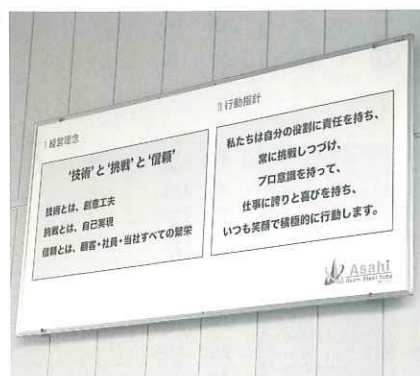 経営理念
'技術'と'挑戦'と'信頼'
技術とは、創意工夫
挑戦とは、自己実現
信頼とは、顧客・社員・当社すべての繁栄
行動指針
私たちは自分の役割に責任を持ち、
常に挑戦しつづけ、
プロ意識を持って、
仕事に誇りと喜びを持ち、
いつも笑顔で積極的に行動します。
Asahi
Asahi Steel Tube